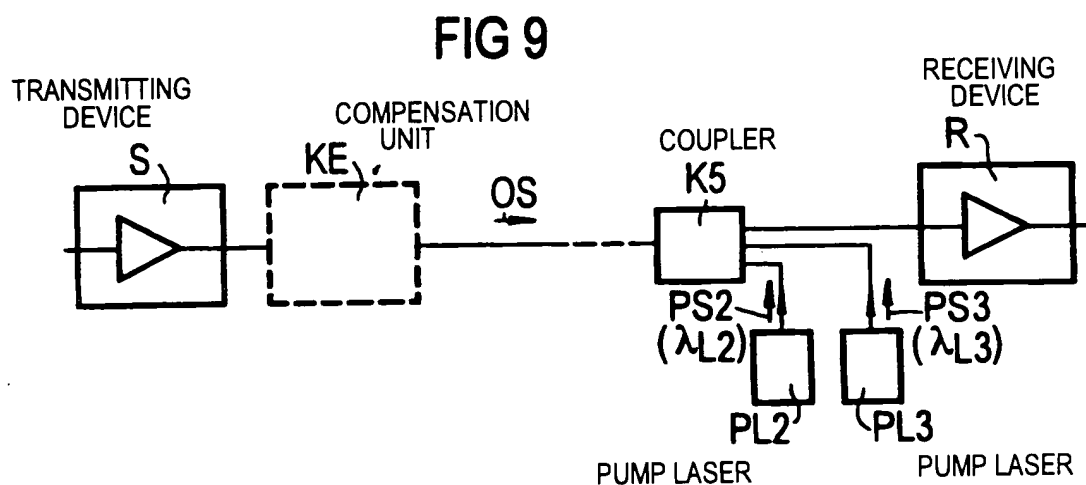 FIG 9
TRANSMITTING
DEVICE
S
COMPENSATION
UNIT
KE
OS
COUPLER
K5
RECEIVING
DEVICE
R
PS2
(λL2)
PS3
(λL3)
PL2
PL3
PUMP LASER
PUMP LASER